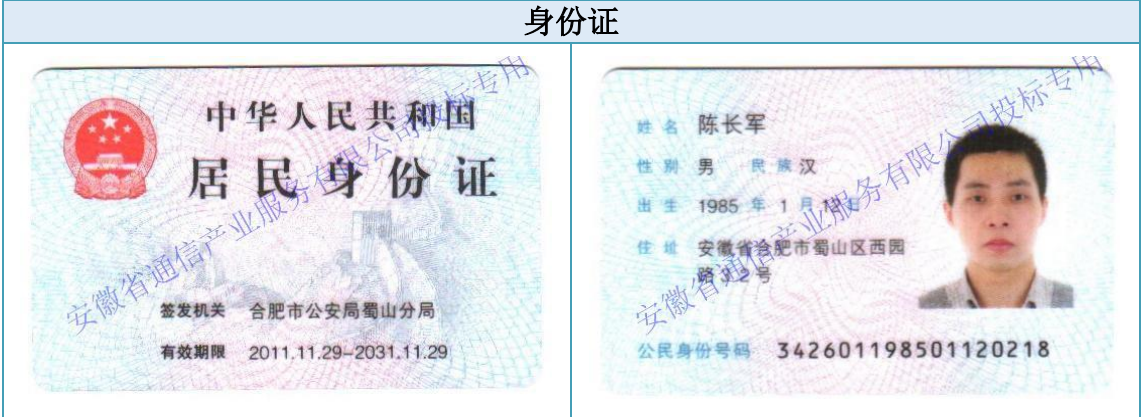 身份证
中华人民共和国
居民身份证
签发机关 合肥市公安局蜀山分局
有效期限 2011.11.29-2031.11.29
安徽省通信产业服务有限公司投标专用
姓名 陈长军
性别 男 民族 汉
出生 1985 年 1 月 12 日
住址 安徽省合肥市蜀山区西园
路32号
公民身份号码 342601198501120218
安徽省通信产业服务有限公司投标专用